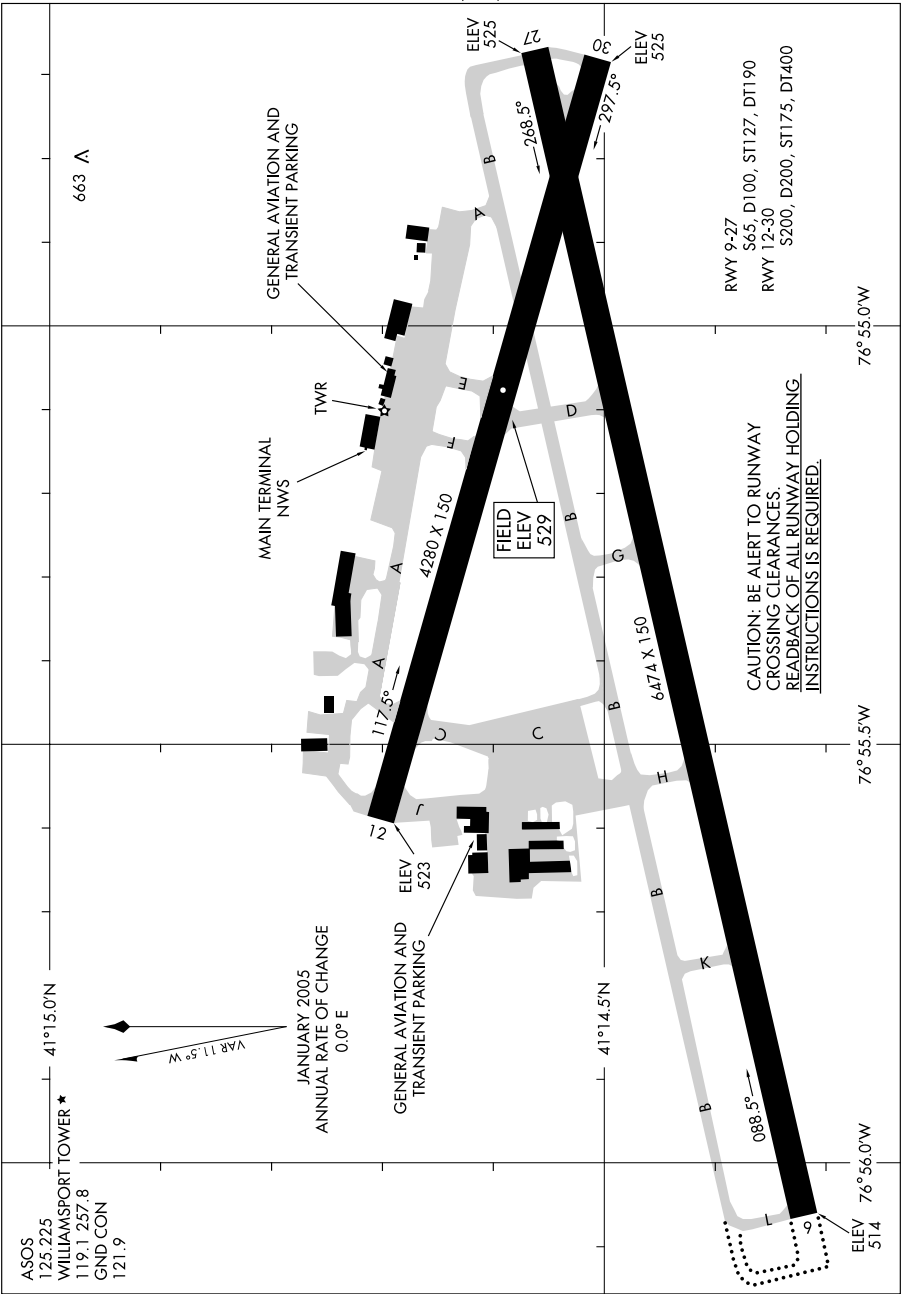 ASOS
125.225
WILLIAMSPORT TOWER ★
119.1 257.8
GND CON
121.9
41°15.0'N
VAR 11.5° W
JANUARY 2005
ANNUAL RATE OF CHANGE
0.0° E
663
GENERAL AVIATION AND
TRANSIENT PARKING
TWR
MAIN TERMINAL
NWS
ELEV
525
27
30
ELEV
525
268.5°
297.5°
B
A
E
F
D
A
4280 X 150
FIELD
ELEV
529
B
G
A
117.5°
C
C
B
6474 X 150
H
J
12
ELEV
523
GENERAL AVIATION AND
TRANSIENT PARKING
B
K
41°14.5'N
B
088.5°
L
9
ELEV
514
RWY 9-27
S65, D100, ST127, DT190
RWY 12-30
S200, D200, ST175, DT400
CAUTION: BE ALERT TO RUNWAY
CROSSING CLEARANCES.
READBACK OF ALL RUNWAY HOLDING
INSTRUCTIONS IS REQUIRED.
76°56.0'W
76°55.5'W
76°55.0'W